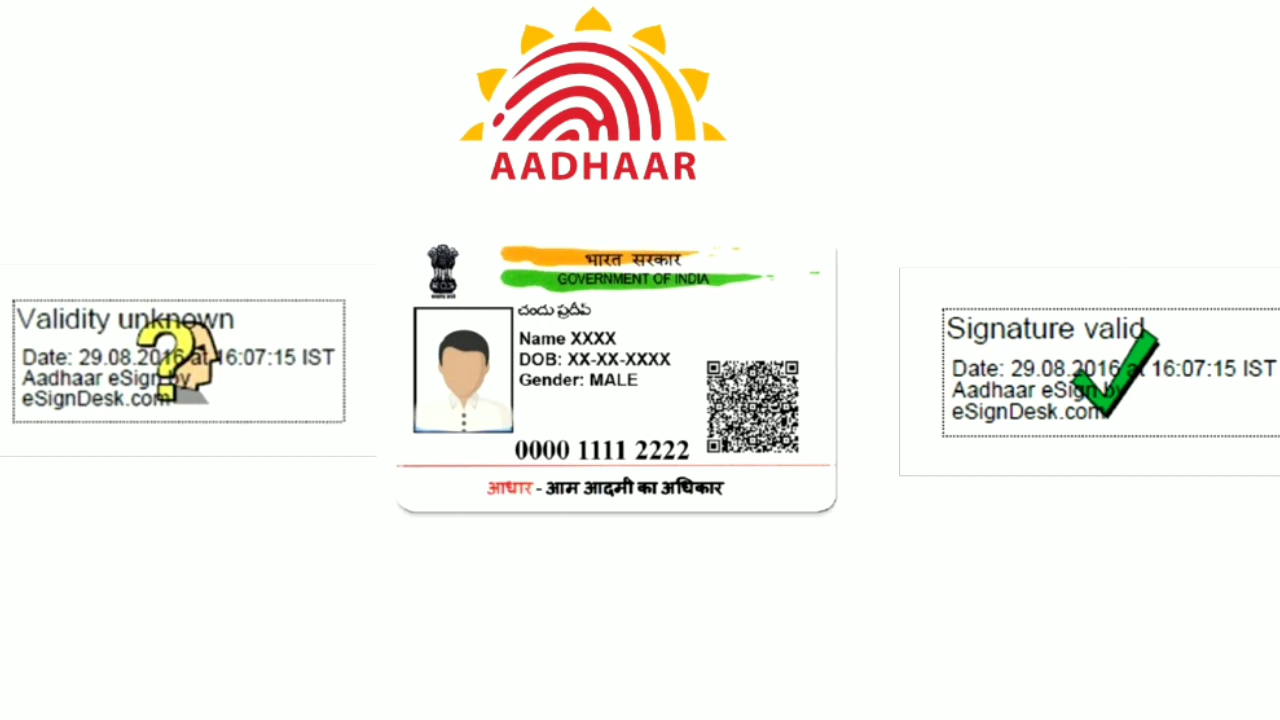 AADHAAR
Validity unknown
Date: 29.08.2016 at 16:07:15 IST
Aadhaar eSign by
eSignDesk.com
भारत सरकार
GOVERNMENT OF INDIA
చందు ప్రదీప్
Name XXXX
DOB: XX-XX-XXXX
Gender: MALE
0000 1111 2222
आधार - आम आदमी का अधिकार
Signature valid
Date: 29.08.2016 at 16:07:15 IST
Aadhaar eSign by
eSignDesk.com